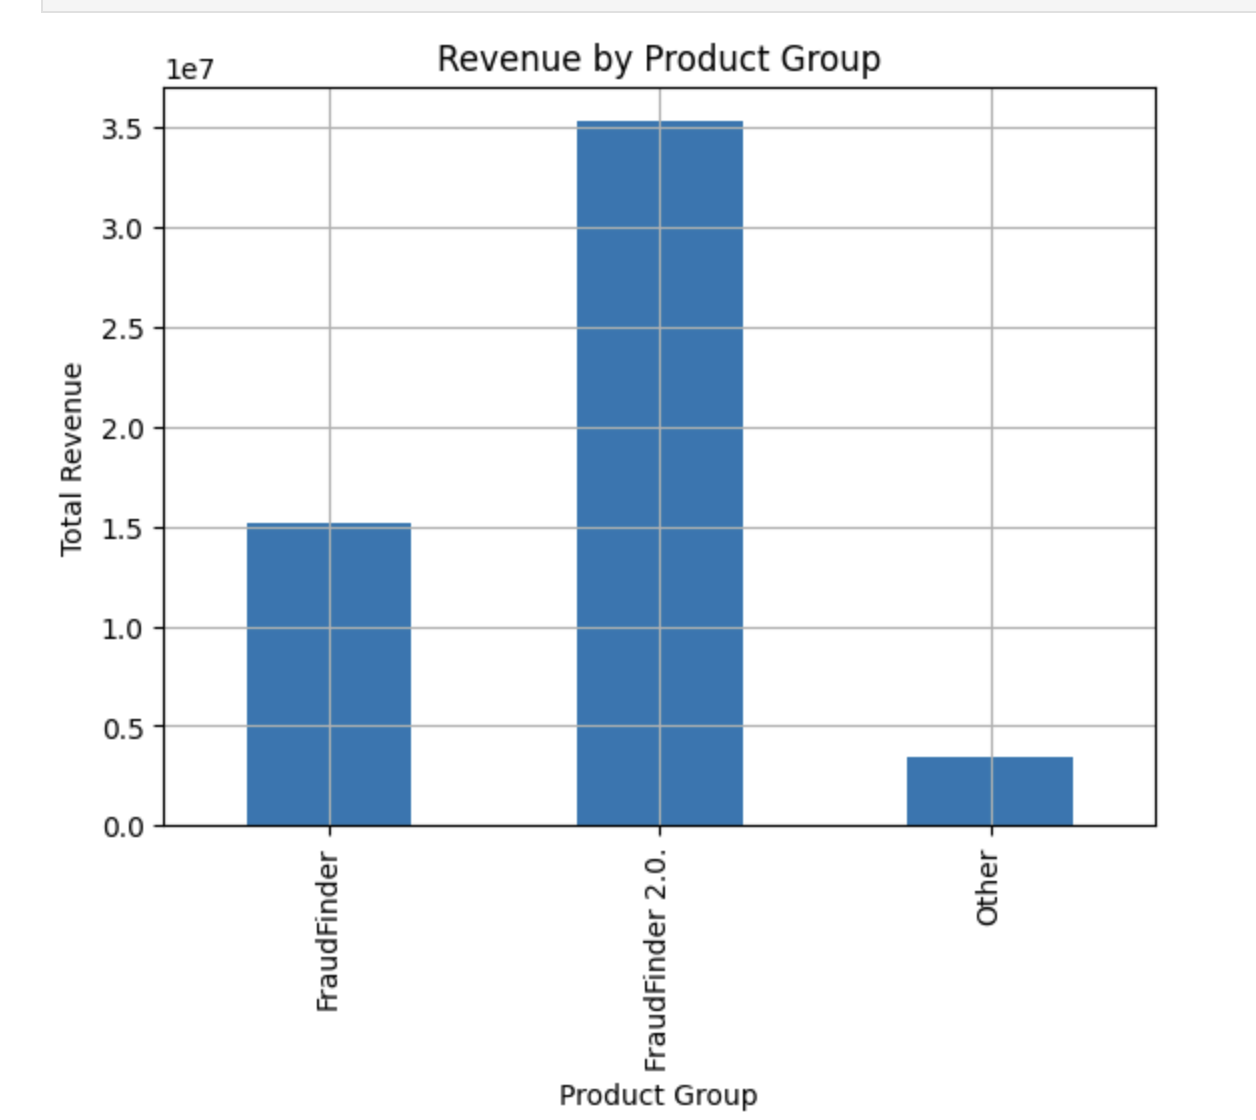 Revenue by Product Group
1e7
3.5
3.0
2.5
2.0
1.5
1.0
0.5
0.0
Total Revenue
FraudFinder
FraudFinder 2.0.
Other
Product Group